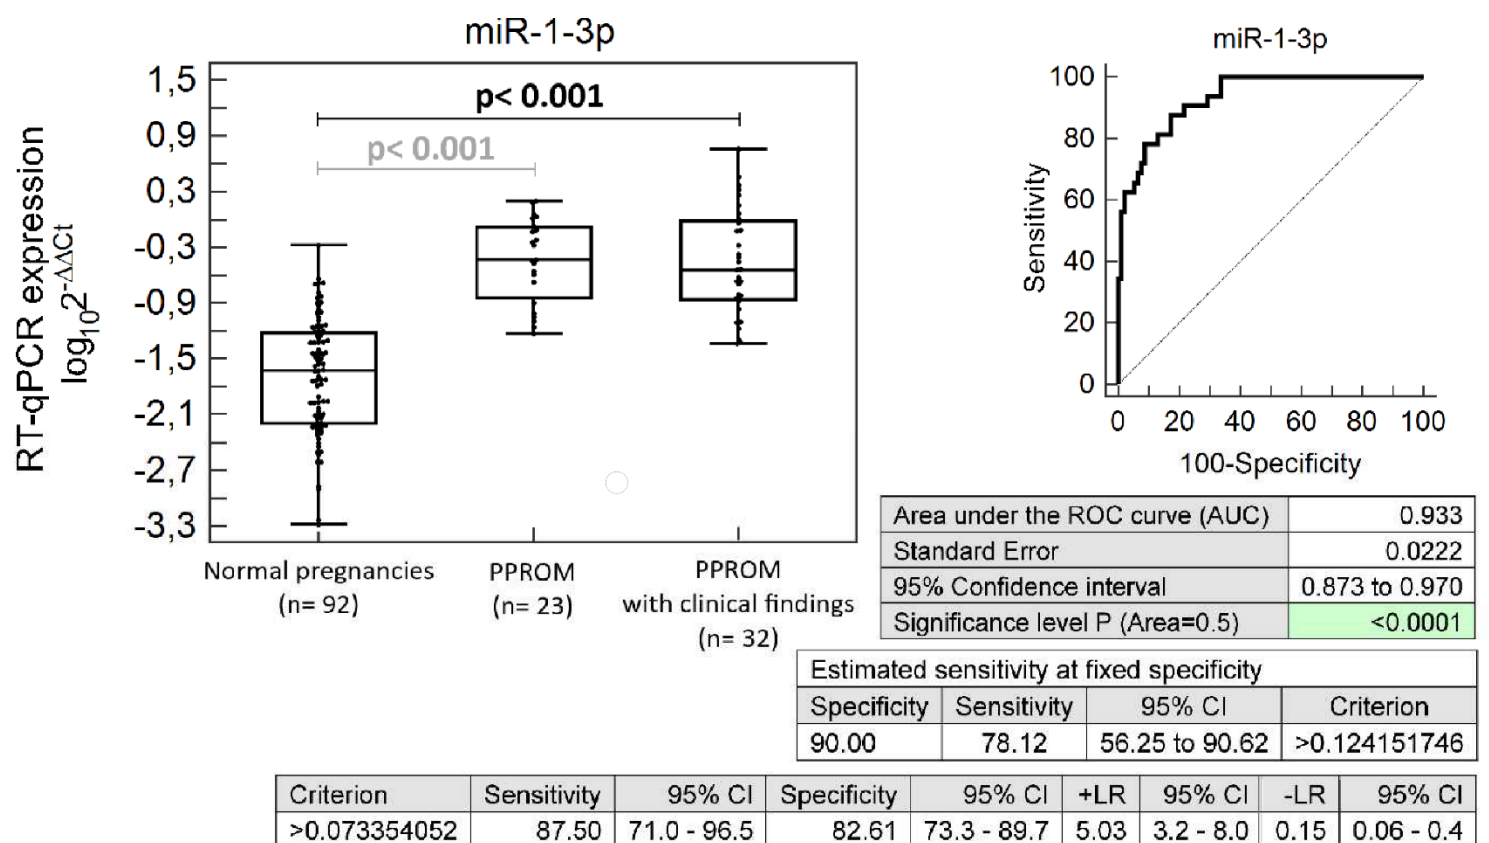 miR-1-3p
RT-qPCR expression
log₁₀2^-ΔΔCt
1,5
0,9
0,3
-0,3
-0,9
-1,5
-2,1
-2,7
-3,3
p< 0.001
p< 0.001
Normal pregnancies
(n= 92)
PPROM
(n= 23)
PPROM
with clinical findings
(n= 32)
miR-1-3p
Sensitivity
100
80
60
40
20
0
0 20 40 60 80 100
100-Specificity
Area under the ROC curve (AUC) 0.933
Standard Error 0.0222
95% Confidence interval 0.873 to 0.970
Significance level P (Area=0.5) <0.0001
Estimated sensitivity at fixed specificity
Specificity Sensitivity 95% CI Criterion
90.00 78.12 56.25 to 90.62 >0.124151746
Criterion Sensitivity 95% CI Specificity 95% CI +LR 95% CI -LR 95% CI
>0.073354052 87.50 71.0 - 96.5 82.61 73.3 - 89.7 5.03 3.2 - 8.0 0.15 0.06 - 0.4